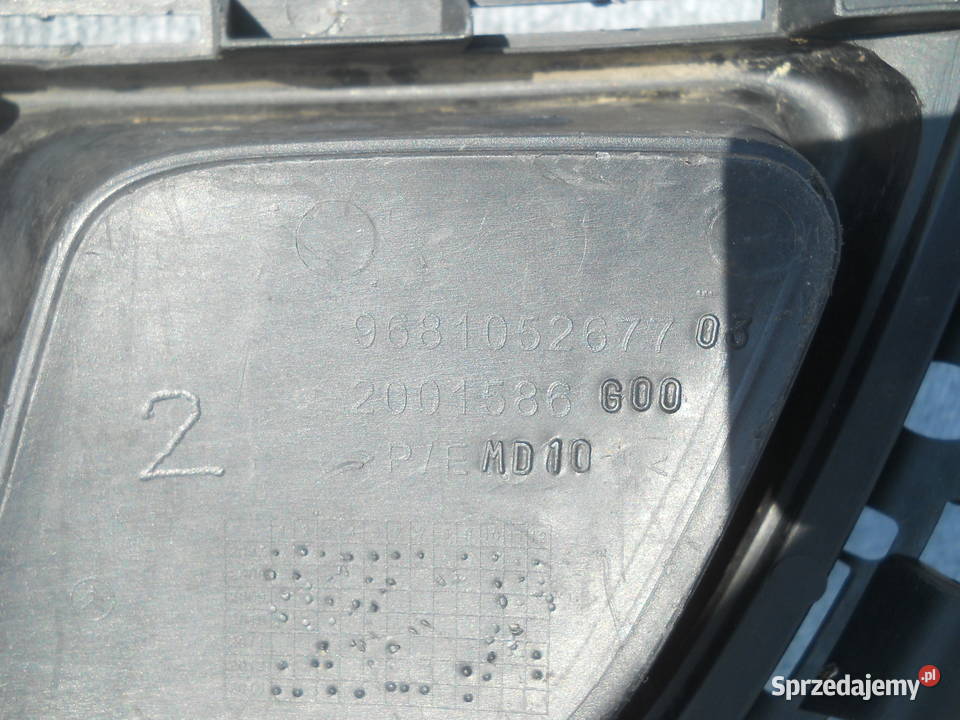 9681052677 03
2001586 G00
2
>P/E MD10
Sprzedajemy.pl